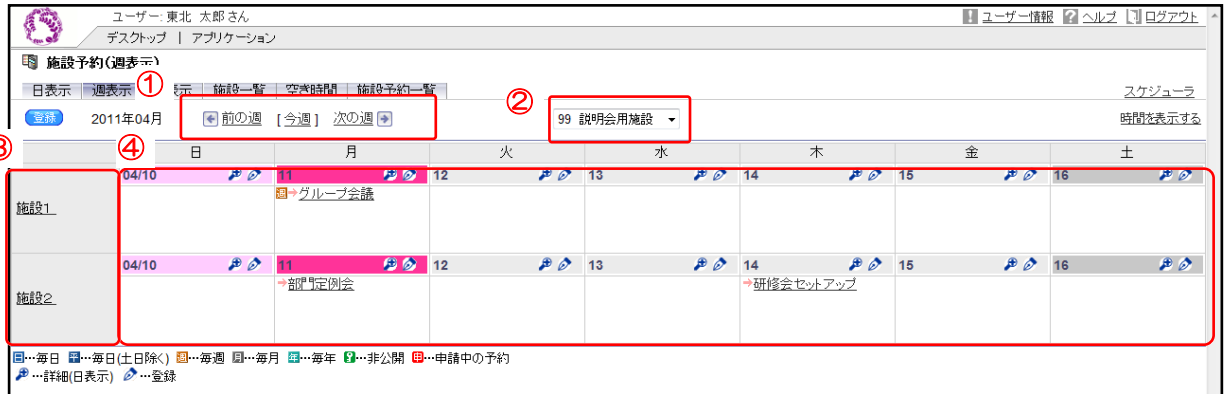 ユーザー: 東北 太郎 さん
ユーザー情報 ヘルプ ログアウト
デスクトップ | アプリケーション
施設予約(週表示)
①
日表示 週表示 表示 施設一覧 空き時間 施設予約一覧 スケジューラ
②
登録 2011年04月 前の週 [ 今週 ] 次の週 99 説明会用施設 時間を表示する
③ ④
日 月 火 水 木 金 土
04/10 11 12 13 14 15 16
施設1
週 グループ会議
04/10 11 12 13 14 15 16
施設2
部門定例会 研修会セットアップ
日…毎日 平…毎日(土日除く) 週…毎週 月…毎月 年…毎年 …非公開 申…申請中の予約
…詳細(日表示) …登録